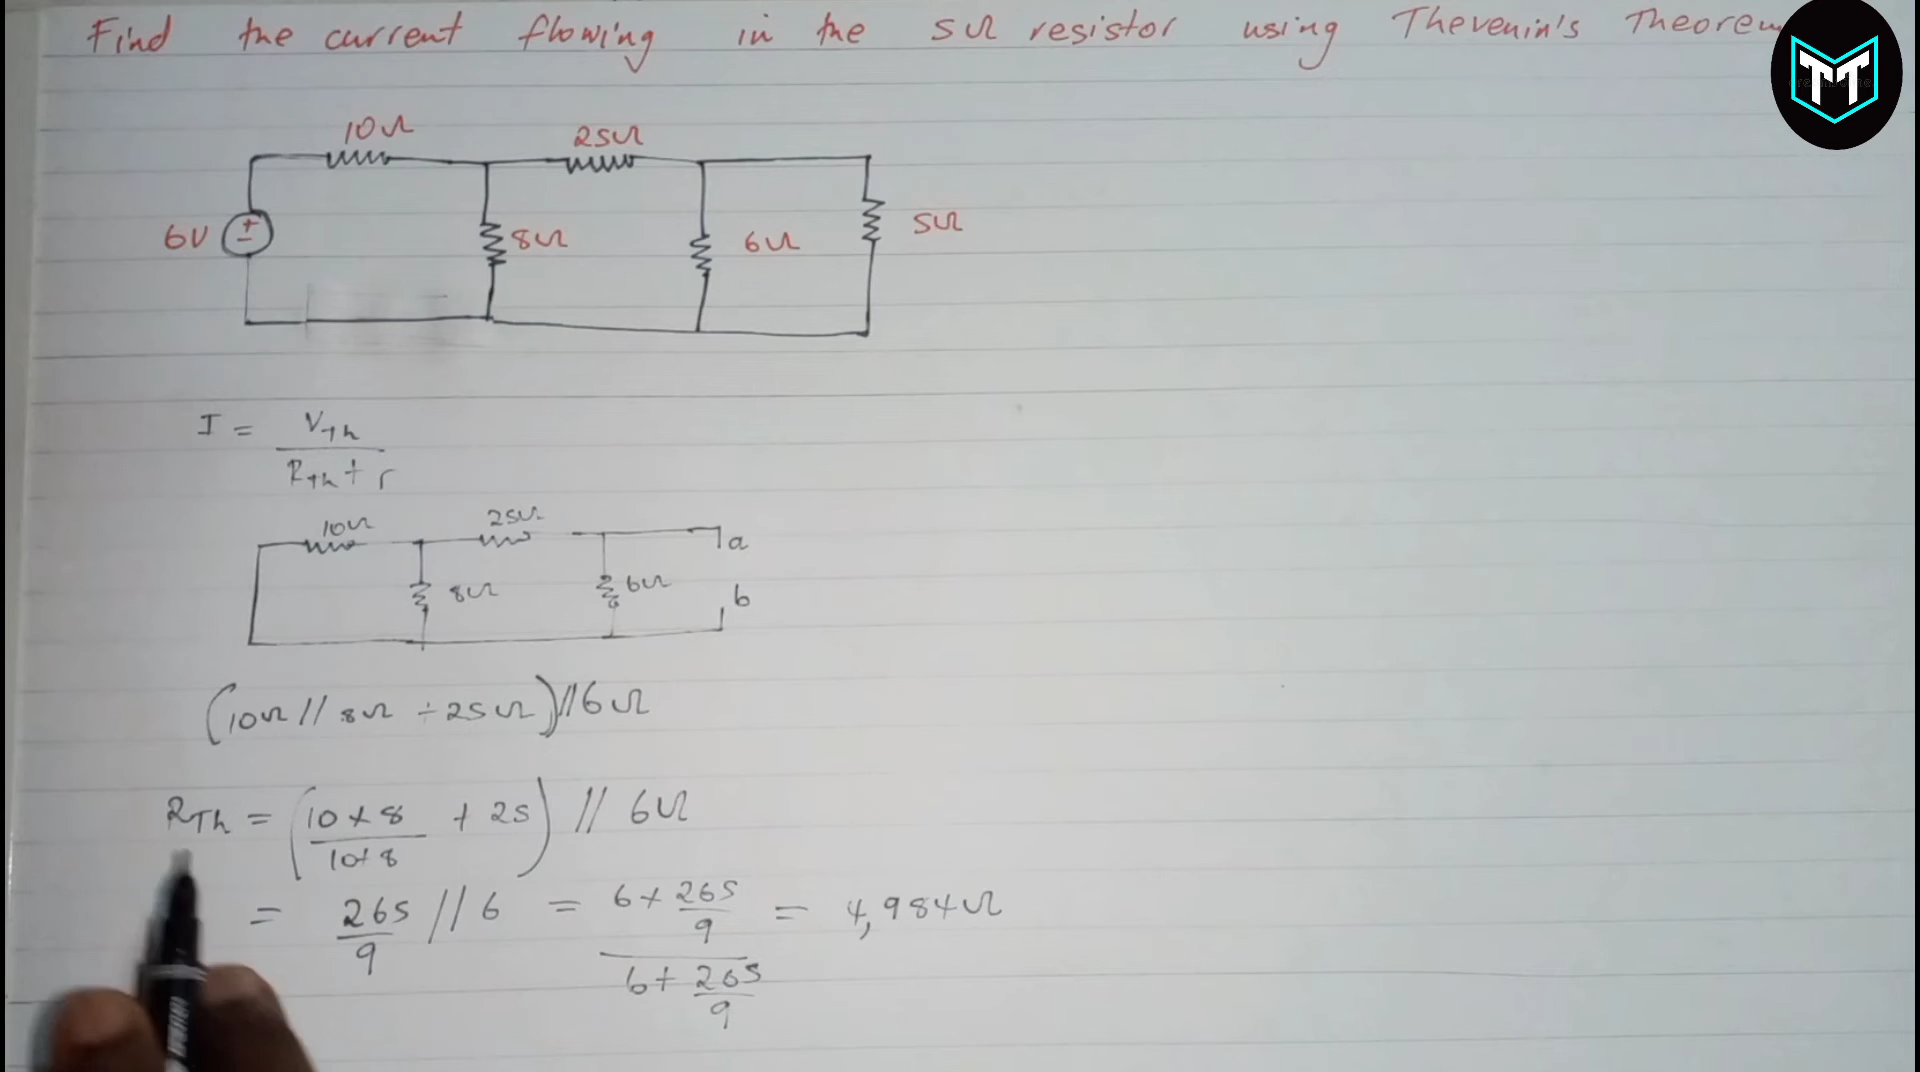 Find the current flowing in the 5Ω resistor using Thevenin's Theorem
TT
10Ω
25Ω
6V
+
-
8Ω
6Ω
5Ω
I = VTh
RTh + r
10Ω
25Ω
a
8Ω
6Ω
b
(10Ω // 8Ω + 25Ω) // 6Ω
RTh = (10 × 8 + 25) // 6Ω
10+8
= 265 // 6 = 6 × 265 = 4,984Ω
9
9
6 + 265
9